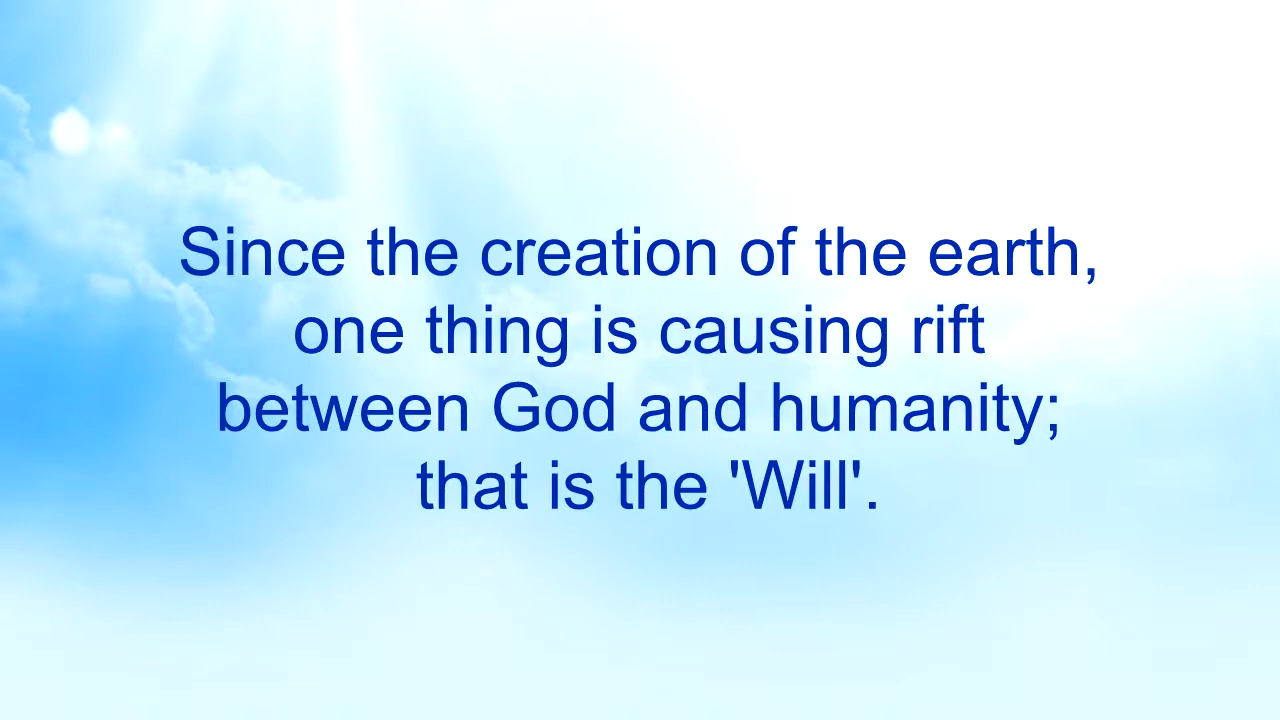 Since the creation of the earth,
one thing is causing rift
between God and humanity;
that is the 'Will'.